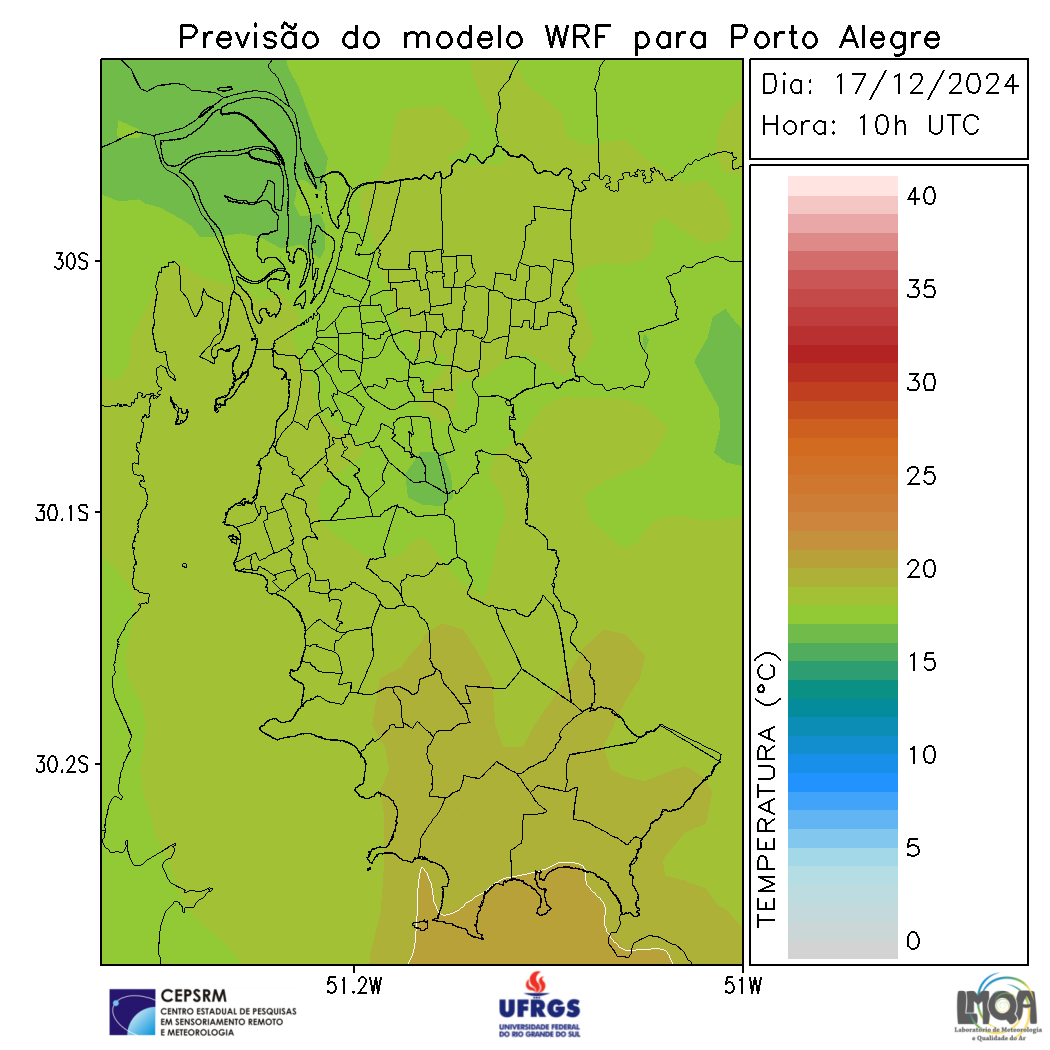 Previsão do modelo WRF para Porto Alegre
Dia: 17/12/2024
Hora: 10h UTC
40
35
30
25
20
15
10
5
0
TEMPERATURA (°C)
30S
30.1S
30.2S
51.2W
51W
CEPSRM
CENTRO ESTADUAL DE PESQUISAS
EM SENSORIAMENTO REMOTO
E METEOROLOGIA
UFRGS
UNIVERSIDADE FEDERAL
DO RIO GRANDE DO SUL
LMQA
Laboratório de Meteorologia
e Qualidade do Ar